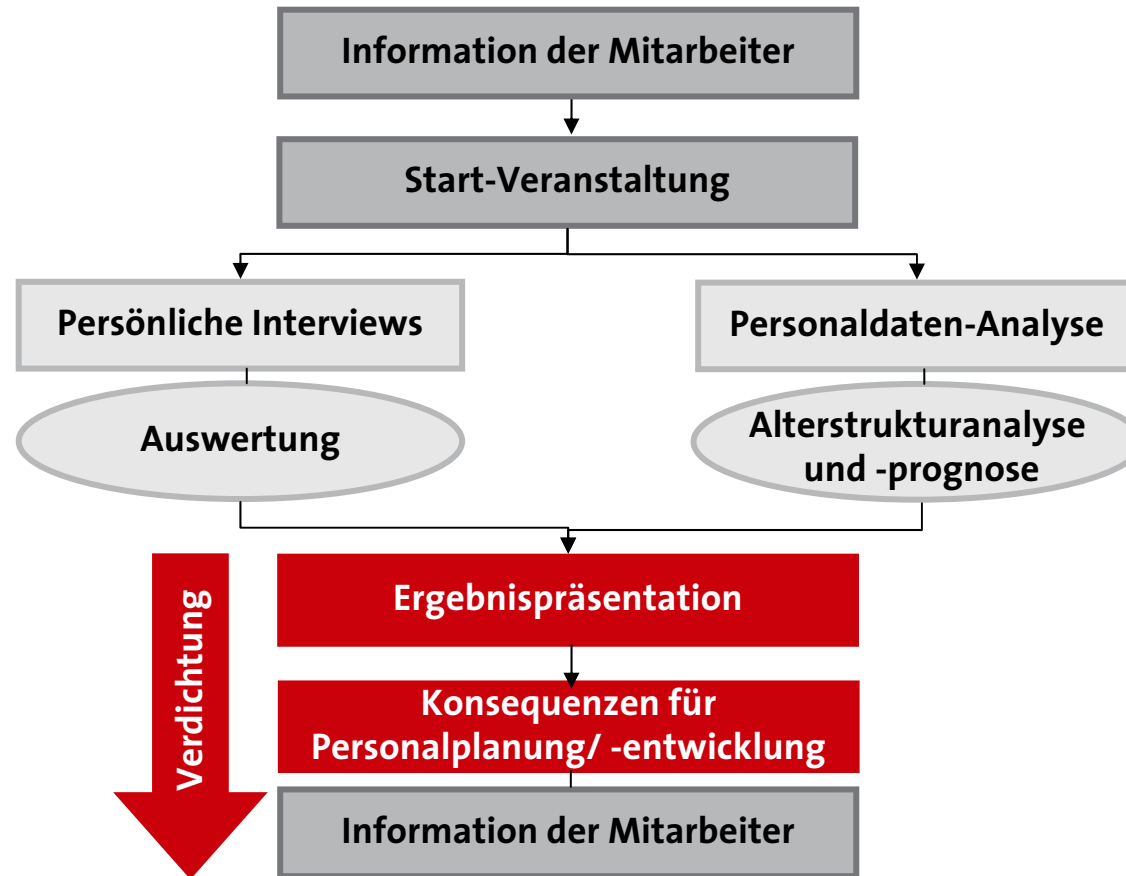 Information der Mitarbeiter
Start-Veranstaltung
Persönliche Interviews
Personaldaten-Analyse
Auswertung
Alterstrukturanalyse
und -prognose
Verdichtung
Ergebnispräsentation
Konsequenzen für
Personalplanung/ -entwicklung
Information der Mitarbeiter